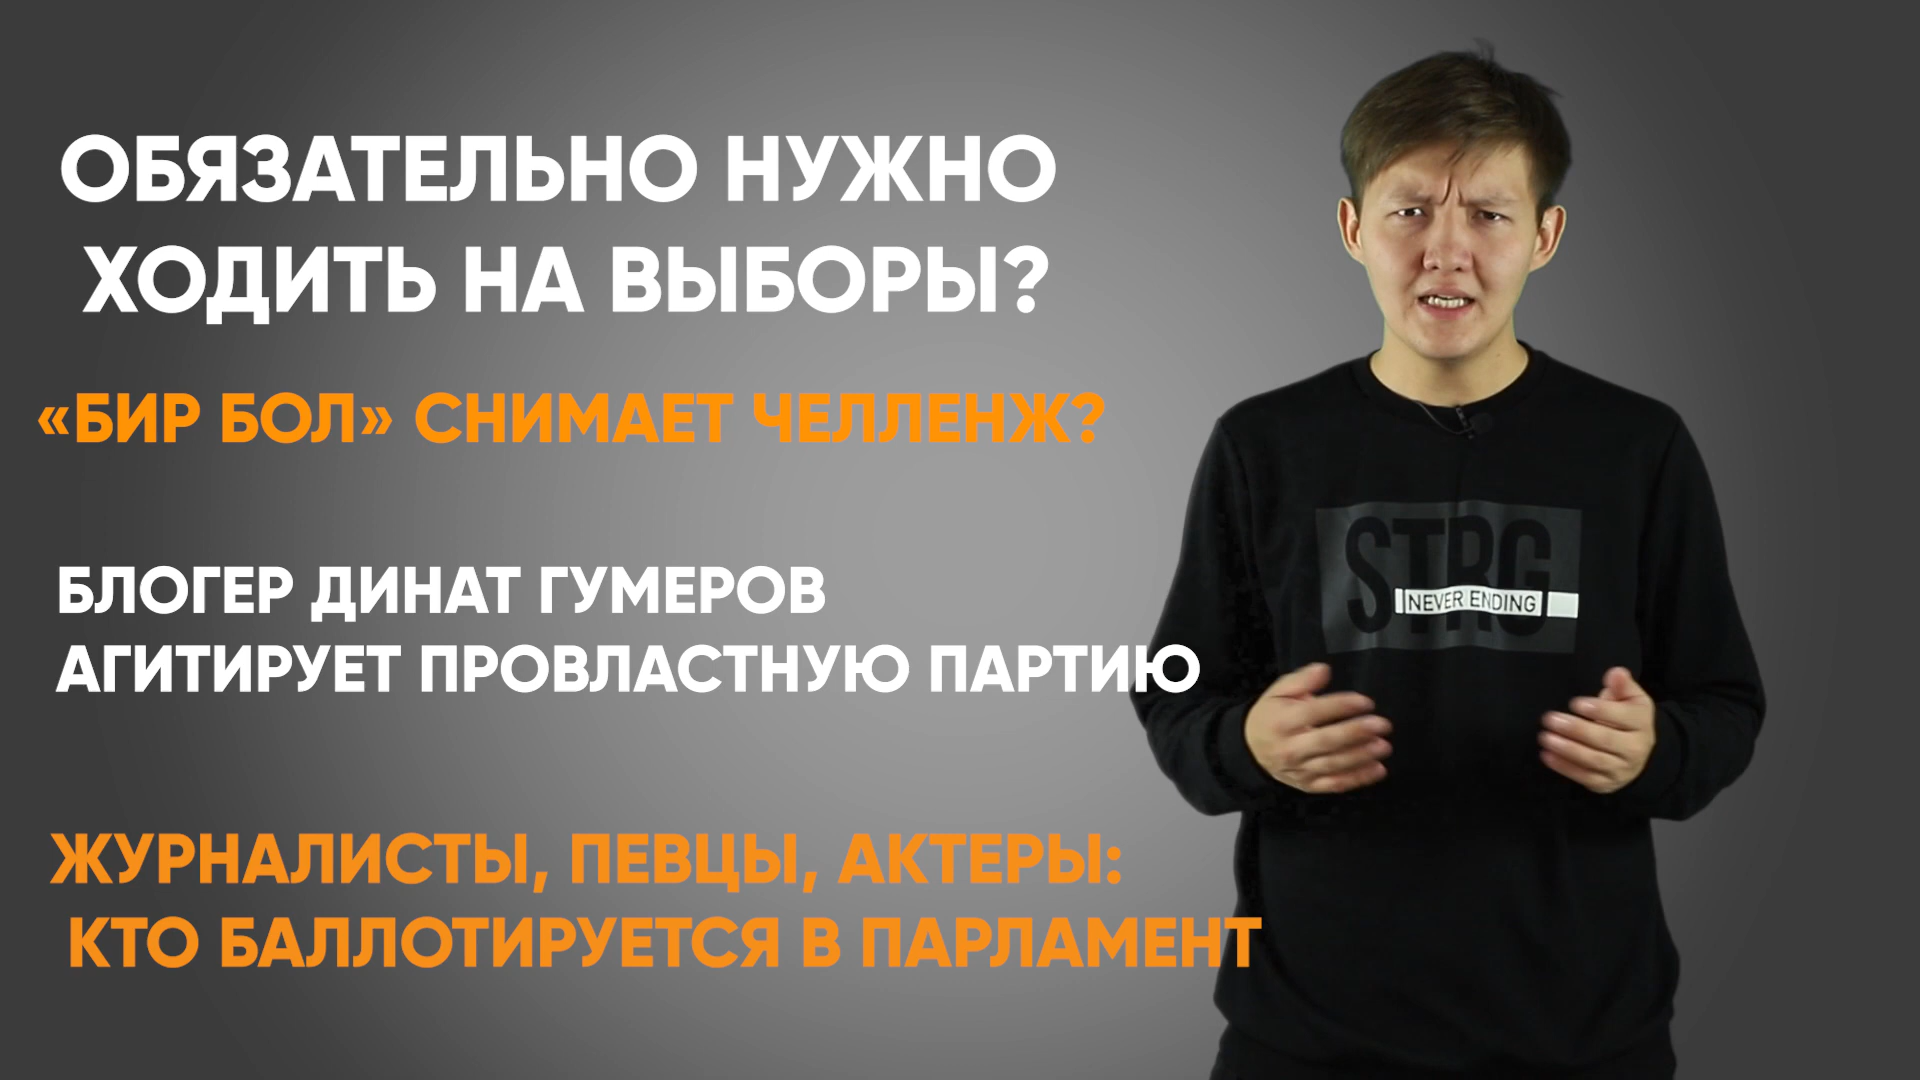 ОБЯЗАТЕЛЬНО НУЖНО
ХОДИТЬ НА ВЫБОРЫ?
«БИР БОЛ» СНИМАЕТ ЧЕЛЛЕНЖ?
БЛОГЕР ДИНАТ ГУМЕРОВ
АГИТИРУЕТ ПРОВЛАСТНУЮ ПАРТИЮ
ЖУРНАЛИСТЫ, ПЕВЦЫ, АКТЕРЫ:
КТО БАЛЛОТИРУЕТСЯ В ПАРЛАМЕНТ
STRG
NEVER ENDING